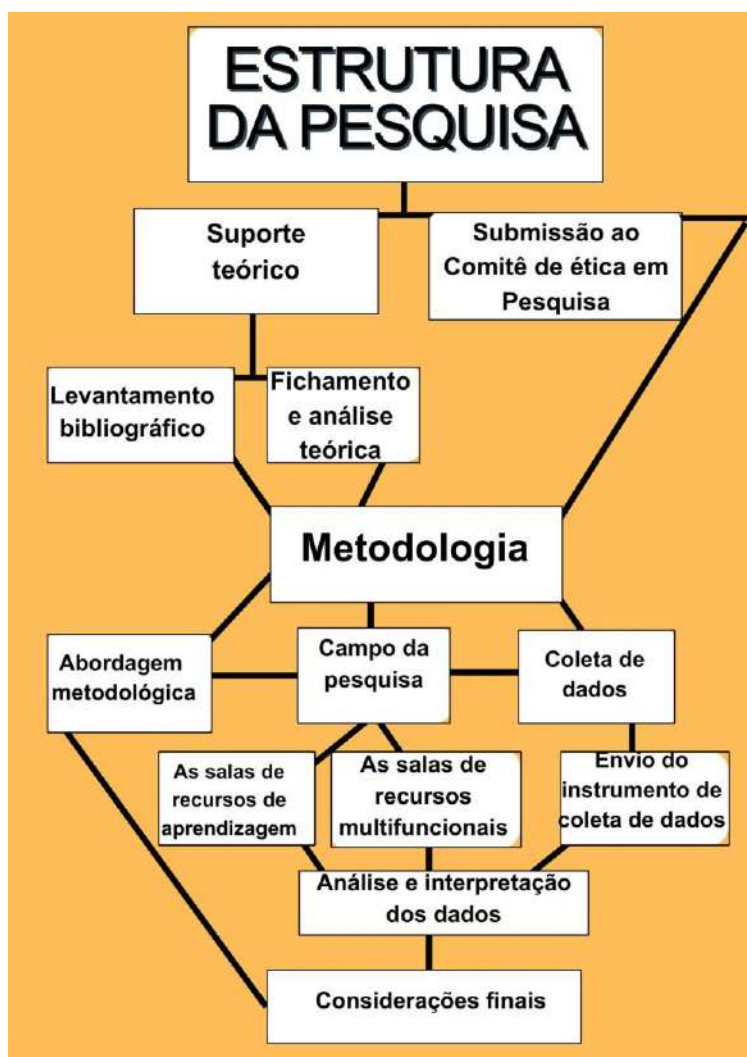 ESTRUTURA
DA PESQUISA
Suporte
teórico
Submissão ao
Comitê de ética em
Pesquisa
Levantamento
bibliográfico
Fichamento
e análise
teórica
Metodologia
Abordagem
metodológica
Campo da
pesquisa
Coleta de
dados
As salas de
recursos de
aprendizagem
As salas de
recursos
multifuncionais
Envio do
instrumento de
coleta de dados
Análise e interpretação
dos dados
Considerações finais